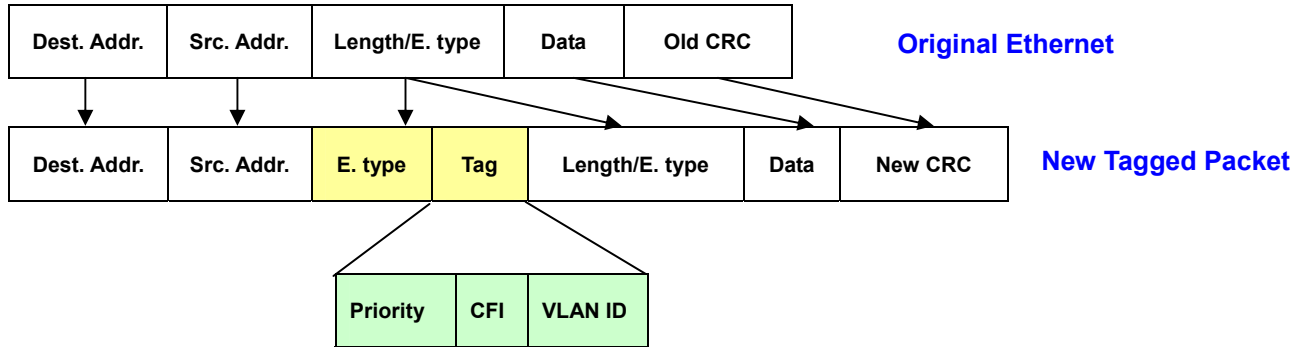 Dest. Addr. Src. Addr. Length/E. type Data Old CRC Original Ethernet
Dest. Addr. Src. Addr. E. type Tag Length/E. type Data New CRC New Tagged Packet
Priority CFI VLAN ID